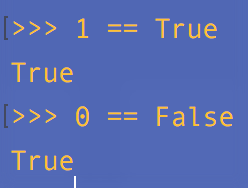 [>>> 1 == True
True
[>>> 0 == False
True